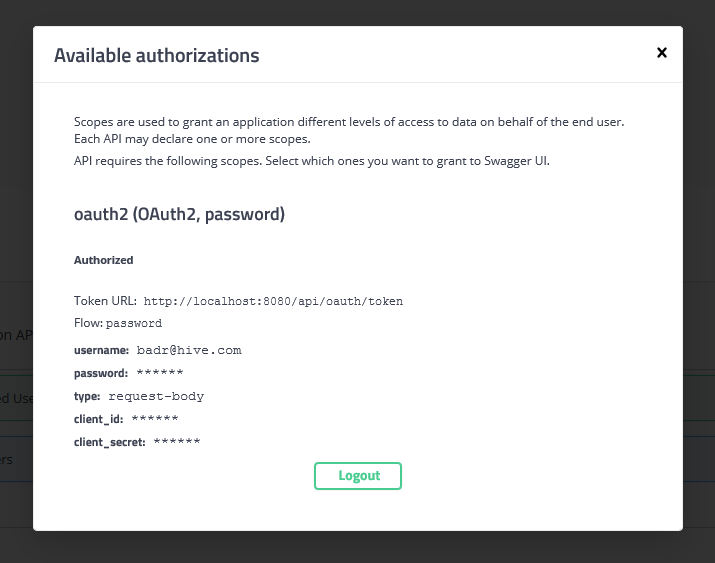 Available authorizations
×
Scopes are used to grant an application different levels of access to data on behalf of the end user.
Each API may declare one or more scopes.
API requires the following scopes. Select which ones you want to grant to Swagger UI.
oauth2 (OAuth2, password)
Authorized
Token URL: http://localhost:8080/api/oauth/token
on AP
Flow: password
username: badr@hive.com
password: ******
type: request-body
ed Use
client_id: ******
client_secret: ******
ers
Logout